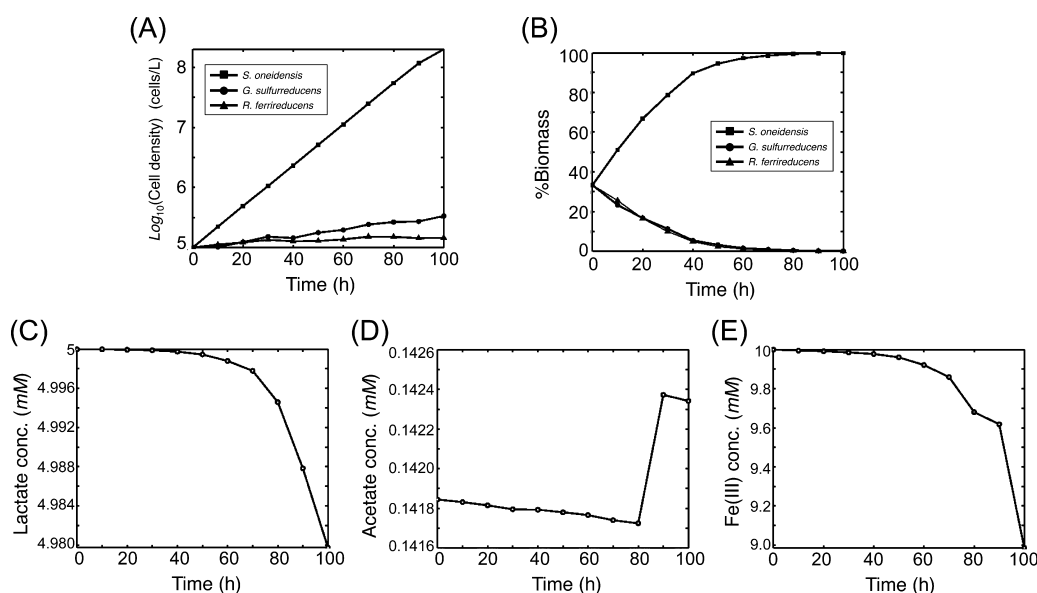 (A)
Log10(Cell density) (cells/L)
8
7
6
5
S. oneidensis
G. sulfurreducens
R. ferrireducens
0 20 40 60 80 100
Time (h)
(B)
%Biomass
100
80
60
40
20
0
S. oneidensis
G. sulfurreducens
R. ferrireducens
0 20 40 60 80 100
Time (h)
(C)
Lactate conc. (mM)
5
4.996
4.992
4.988
4.984
4.980
0 20 40 60 80 100
Time (h)
(D)
Acetate conc. (mM)
0.1426
0.1424
0.1422
0.1420
0.1418
0.1416
0 20 40 60 80 100
Time (h)
(E)
Fe(III) conc. (mM)
10
9.8
9.6
9.4
9.2
9.0
0 20 40 60 80 100
Time (h)